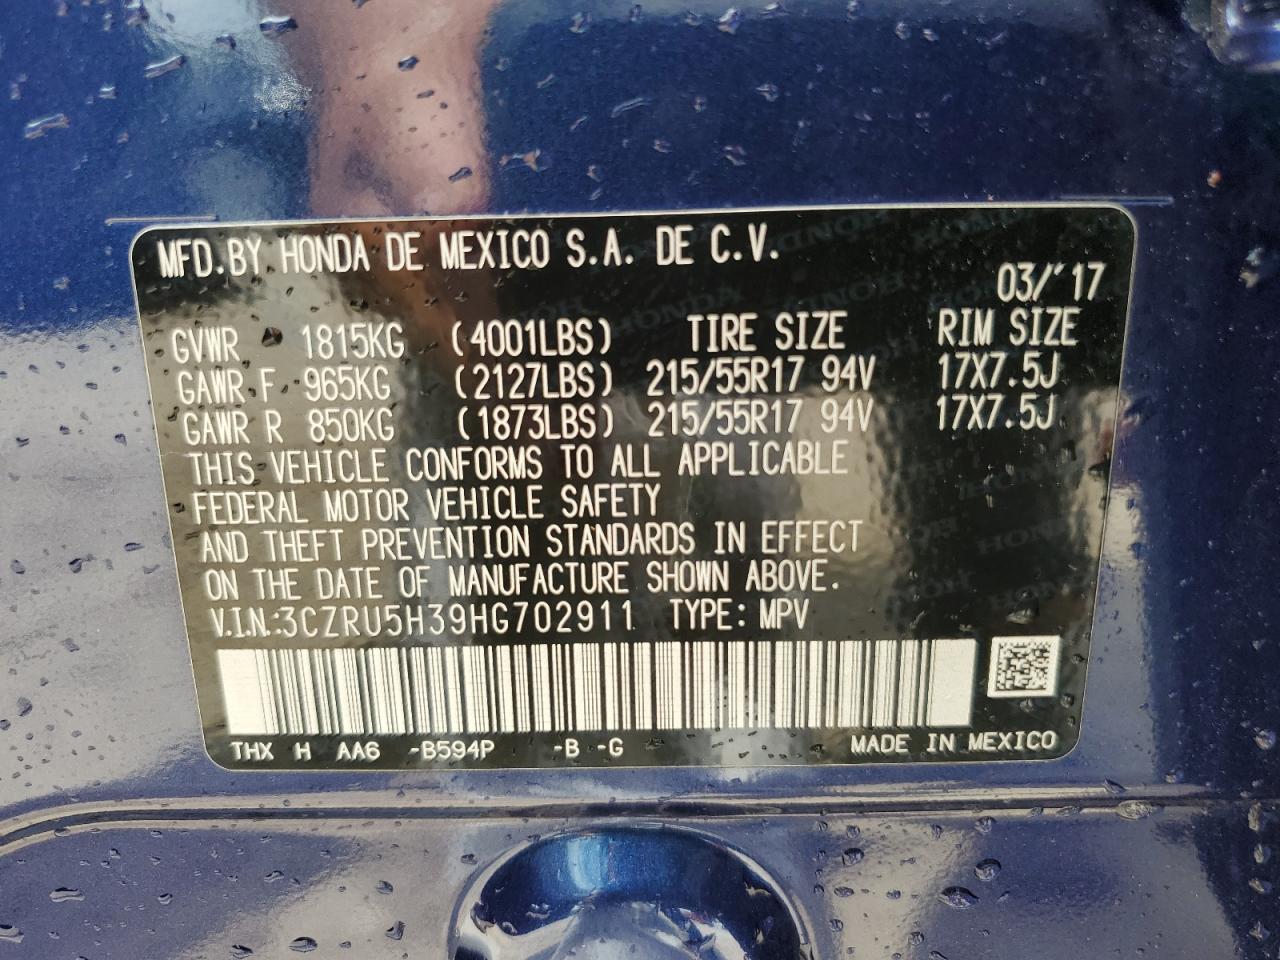 MFD. BY HONDA DE MEXICO S.A. DE C.V.
03/'17
GVWR 1815KG (4001LBS) TIRE SIZE RIM SIZE
GAWR F 965KG (2127LBS) 215/55R17 94V 17X7.5J
GAWR R 850KG (1873LBS) 215/55R17 94V 17X7.5J
THIS VEHICLE CONFORMS TO ALL APPLICABLE
FEDERAL MOTOR VEHICLE SAFETY
AND THEFT PREVENTION STANDARDS IN EFFECT
ON THE DATE OF MANUFACTURE SHOWN ABOVE.
V.I.N.:3CZRU5H39HG702911 TYPE: MPV
THX H AA6 -B594P -B -G MADE IN MEXICO